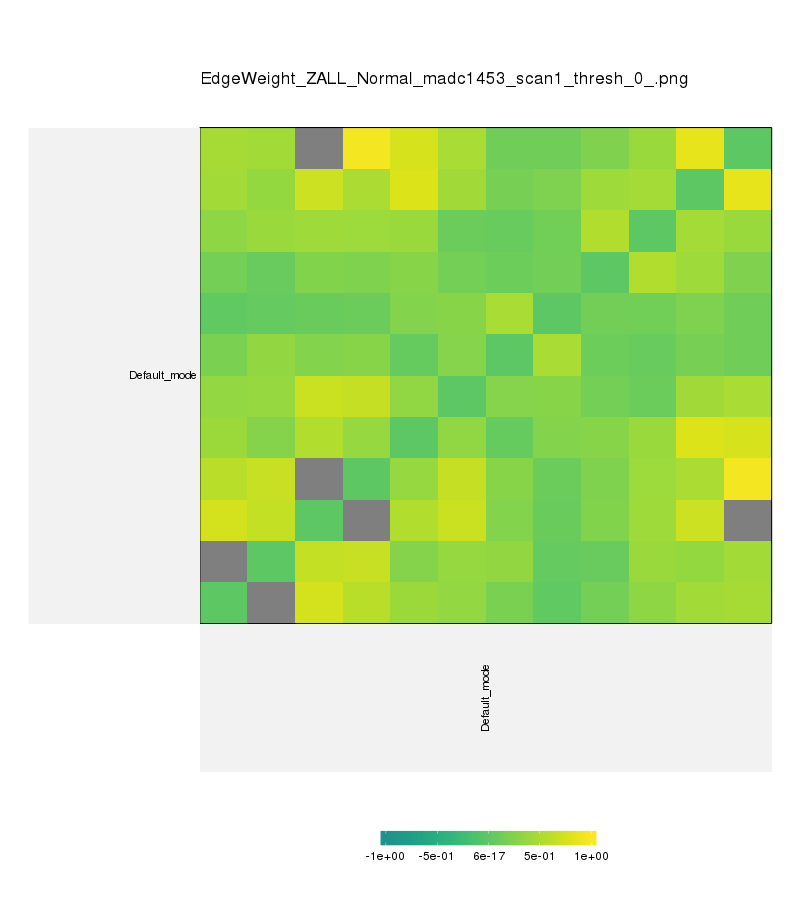 EdgeWeight_ZALL_Normal_madc1453_scan1_thresh_0_.png
Default_mode
Default_mode
-1e+00 -5e-01 6e-17 5e-01 1e+00